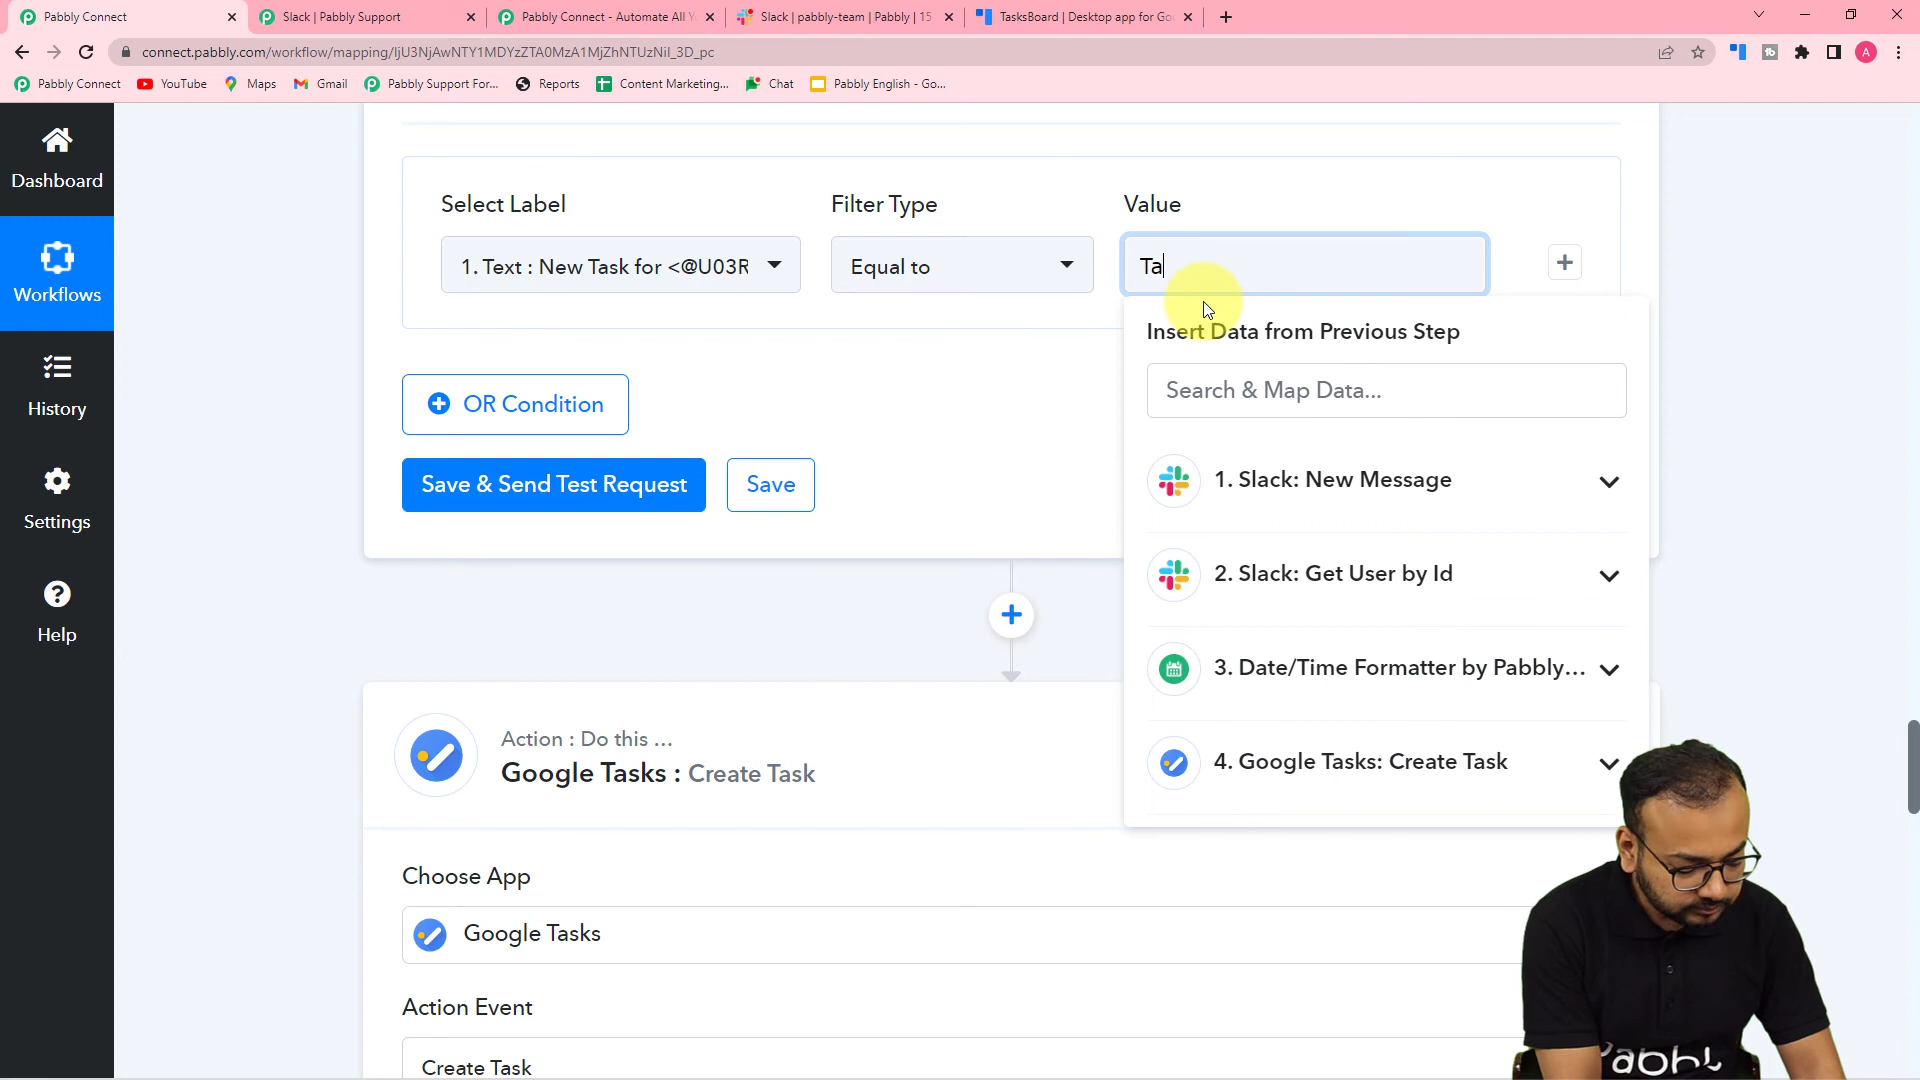 Pabbly Connect
Slack | Pabbly Support
Pabbly Connect - Automate All Y
Slack | pabbly-team | Pabbly | 15
TasksBoard | Desktop app for Go
connect.pabbly.com/workflow/mapping/IjU3NjAwNTY1MDYzZTA0MzA1MjZhNTUzNiI_3D_pc
A
Pabbly Connect
YouTube
Maps
Gmail
Pabbly Support For...
Reports
Content Marketing...
Chat
Pabbly English - Go...
Dashboard
Workflows
History
Settings
Help
Select Label
Filter Type
Value
1. Text : New Task for <@U03R
Equal to
Ta
Insert Data from Previous Step
Search & Map Data...
OR Condition
1. Slack: New Message
Save & Send Test Request
Save
2. Slack: Get User by Id
3. Date/Time Formatter by Pabbly...
4. Google Tasks: Create Task
Action : Do this ...
Google Tasks : Create Task
Choose App
Google Tasks
Action Event
Create Task
Pabbly